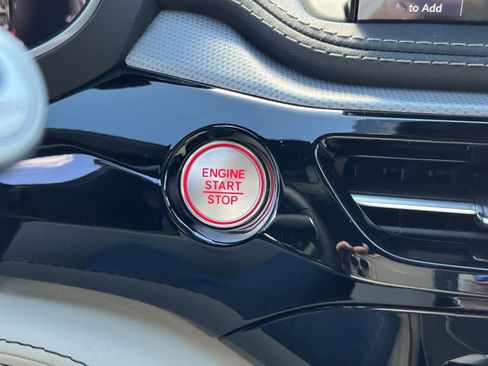 to Add
ENGINE
START
STOP